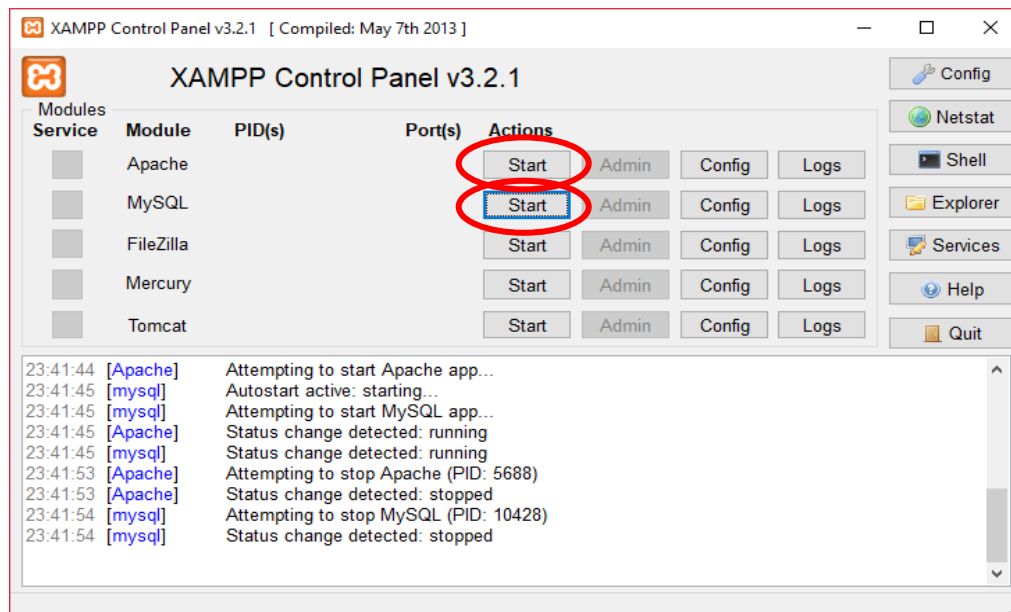 XAMPP Control Panel v3.2.1 [ Compiled: May 7th 2013 ]
XAMPP Control Panel v3.2.1
Config
Modules
Service Module PID(s) Port(s) Actions
Netstat
Apache Start Admin Config Logs
Shell
MySQL Start Admin Config Logs
Explorer
FileZilla Start Admin Config Logs
Services
Mercury Start Admin Config Logs
Help
Tomcat Start Admin Config Logs
Quit
23:41:44 [Apache] Attempting to start Apache app...
23:41:45 [mysql] Autostart active: starting...
23:41:45 [mysql] Attempting to start MySQL app...
23:41:45 [Apache] Status change detected: running
23:41:45 [mysql] Status change detected: running
23:41:53 [Apache] Attempting to stop Apache (PID: 5688)
23:41:53 [Apache] Status change detected: stopped
23:41:54 [mysql] Attempting to stop MySQL (PID: 10428)
23:41:54 [mysql] Status change detected: stopped